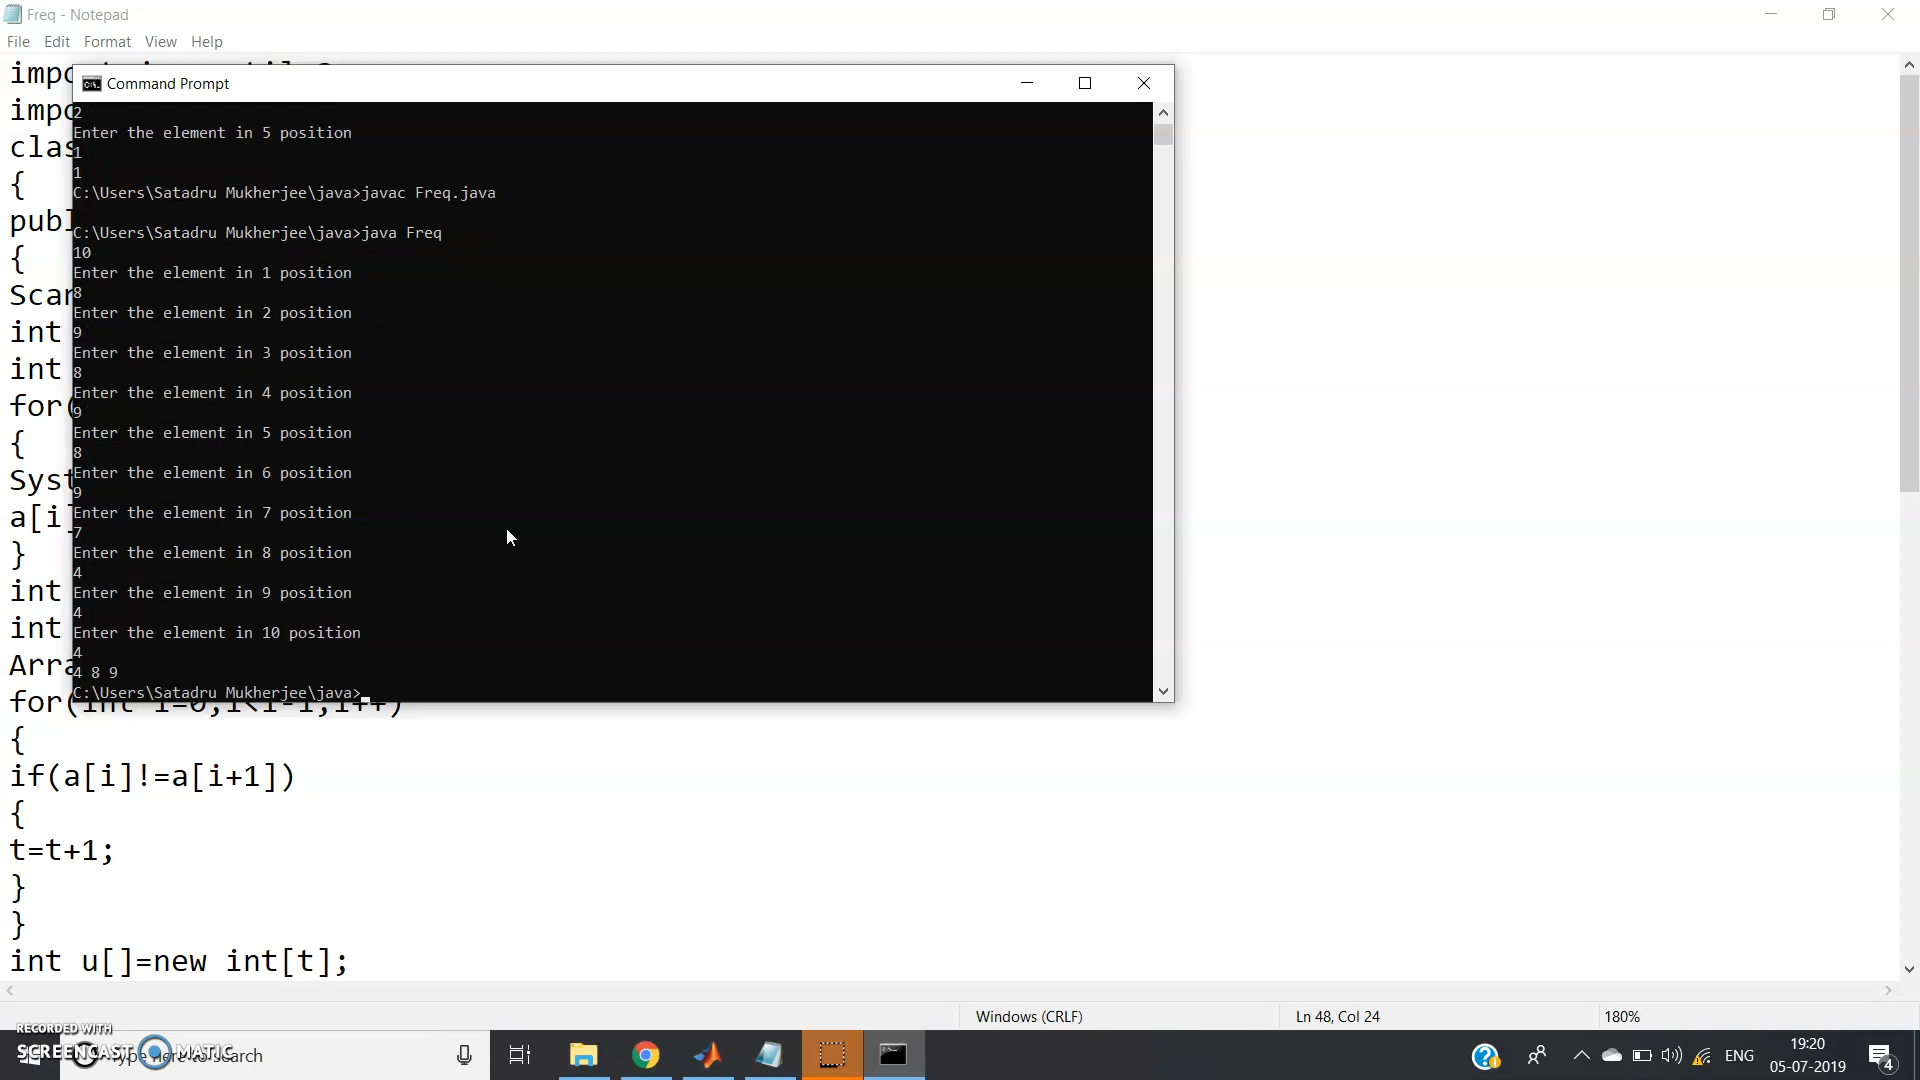 Freq - Notepad
File Edit Format View Help
Command Prompt
2
Enter the element in 5 position
1
1
C:\Users\Satadru Mukherjee\java>javac Freq.java
C:\Users\Satadru Mukherjee\java>java Freq
10
Enter the element in 1 position
8
Enter the element in 2 position
9
Enter the element in 3 position
8
Enter the element in 4 position
9
Enter the element in 5 position
8
Enter the element in 6 position
9
Enter the element in 7 position
7
Enter the element in 8 position
4
Enter the element in 9 position
4
Enter the element in 10 position
4
4 8 9
C:\Users\Satadru Mukherjee\java>
impo
impo
clas
{
publ
{
Scan
int
int
for(
{
Syst
a[i]
}
int
int
Arra
{
if(a[i]!=a[i+1])
{
t=t+1;
}
}
int u[]=new int[t];
Windows (CRLF) Ln 48, Col 24 180%
RECORDED WITH
SCREENCAST MATIC
Type here to search
ENG
19:20
05-07-2019
4